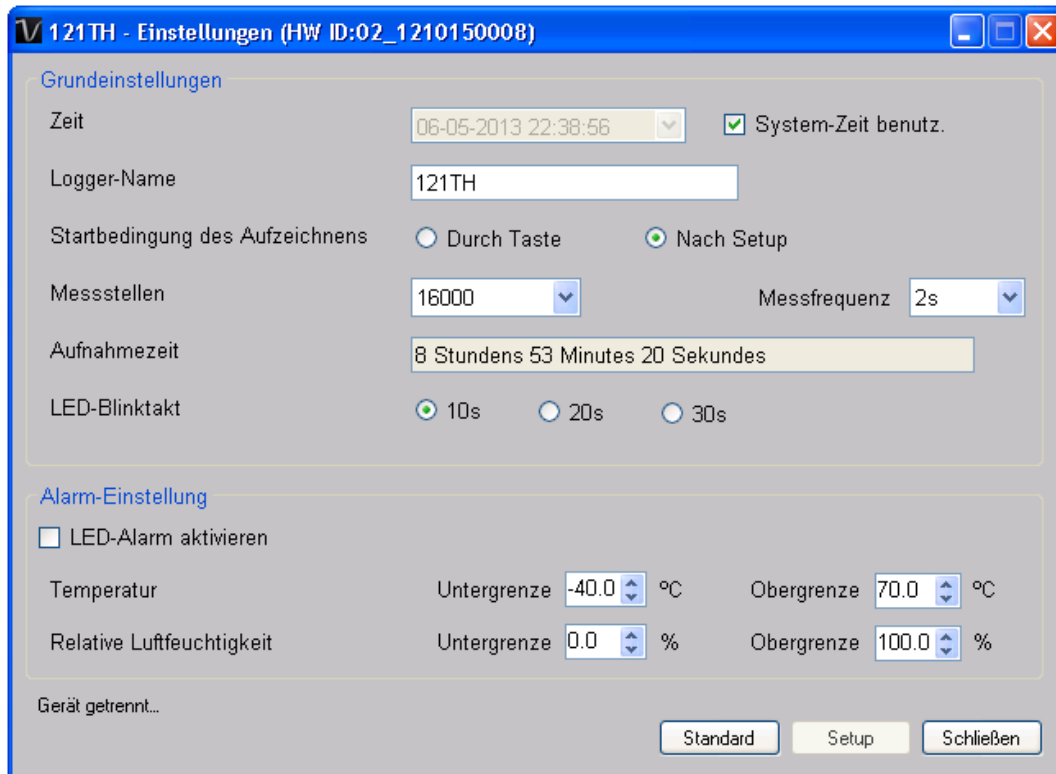 121TH - Einstellungen (HW ID:02_1210150008)
Grundeinstellungen
Zeit 06-05-2013 22:38:56 System-Zeit benutz.
Logger-Name 121TH
Startbedingung des Aufzeichnens Durch Taste Nach Setup
Messstellen 16000 Messfrequenz 2s
Aufnahmezeit 8 Stundens 53 Minutes 20 Sekundes
LED-Blinktakt 10s 20s 30s
Alarm-Einstellung
LED-Alarm aktivieren
Temperatur Untergrenze -40.0 ºC Obergrenze 70.0 ºC
Relative Luftfeuchtigkeit Untergrenze 0.0 % Obergrenze 100.0 %
Gerät getrennt...
Standard Setup Schließen